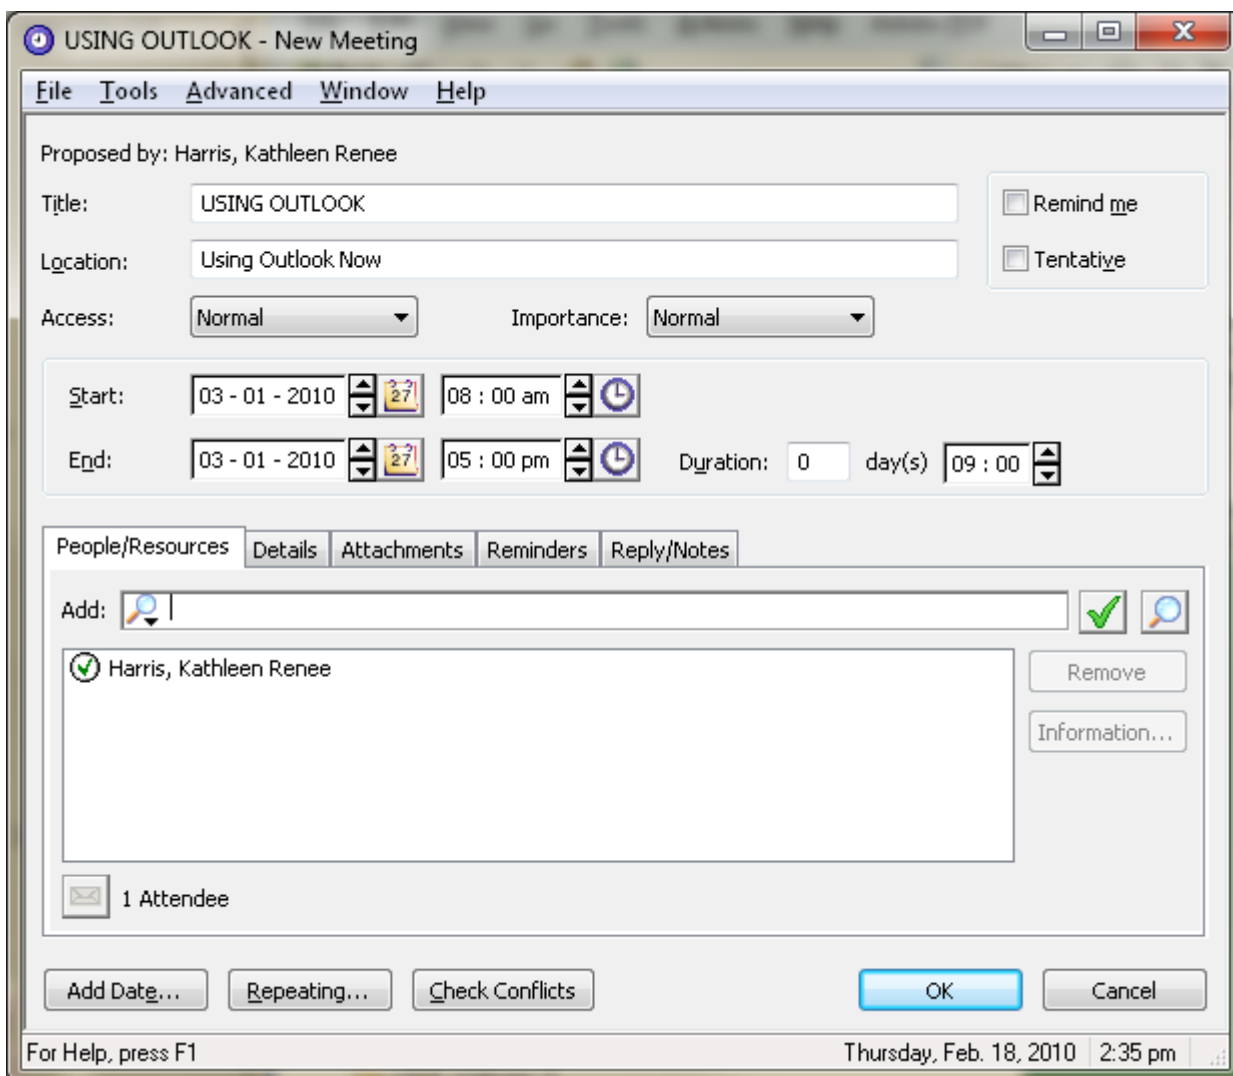 USING OUTLOOK - New Meeting
File Tools Advanced Window Help
Proposed by: Harris, Kathleen Renee
Title: USING OUTLOOK Remind me
Location: Using Outlook Now Tentative
Access: Normal Importance: Normal
Start: 03 - 01 - 2010 27 08 : 00 am
End: 03 - 01 - 2010 27 05 : 00 pm Duration: 0 day(s) 09 : 00
People/Resources Details Attachments Reminders Reply/Notes
Add:
Harris, Kathleen Renee Remove
Information...
1 Attendee
Add Date... Repeating... Check Conflicts OK Cancel
For Help, press F1 Thursday, Feb. 18, 2010 2:35 pm